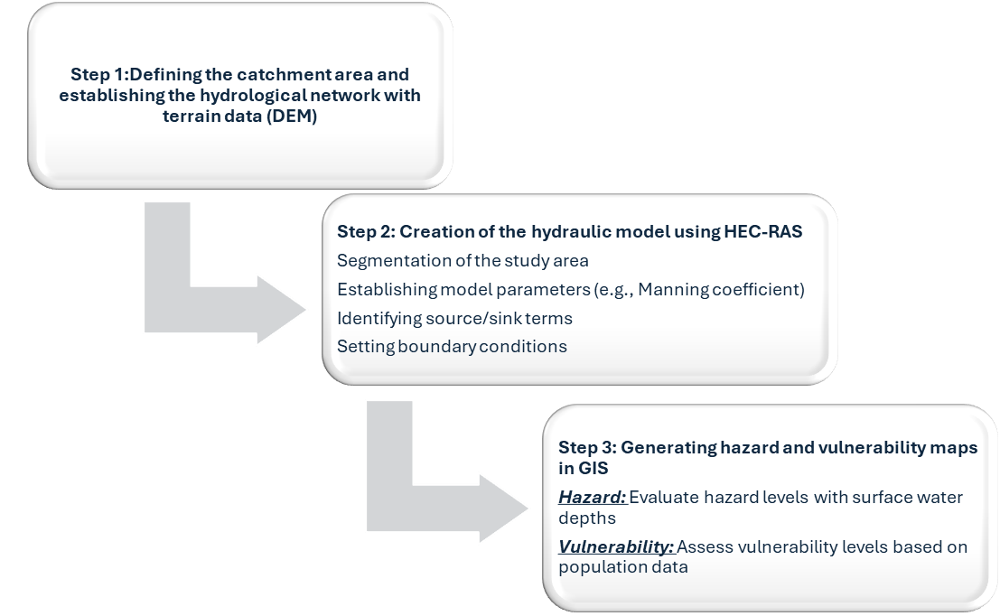 Step 1:Defining the catchment area and
establishing the hydrological network with
terrain data (DEM)
Step 2: Creation of the hydraulic model using HEC-RAS
Segmentation of the study area
Establishing model parameters (e.g., Manning coefficient)
Identifying source/sink terms
Setting boundary conditions
Step 3: Generating hazard and vulnerability maps
in GIS
Hazard: Evaluate hazard levels with surface water
depths
Vulnerability: Assess vulnerability levels based on
population data